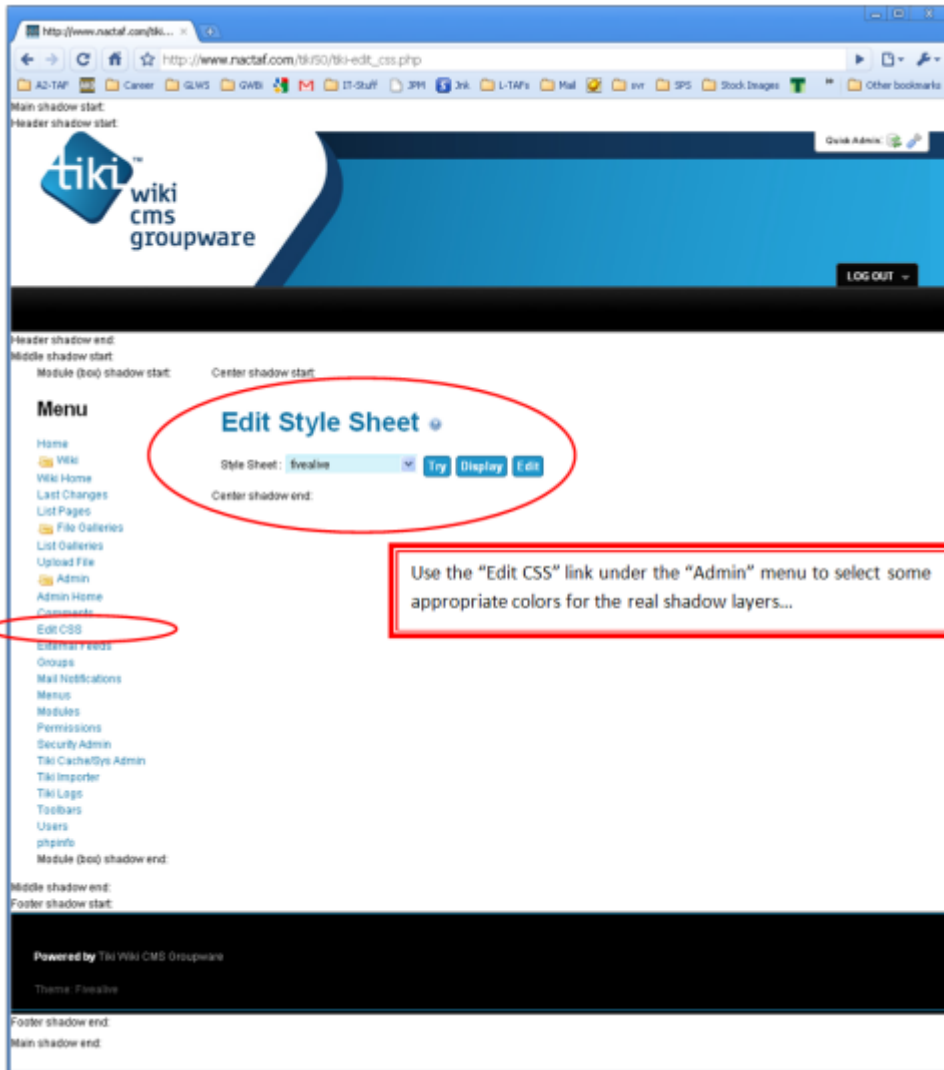 http://www.nactaf.com/tiki...
http://www.nactaf.com/tiki50/tiki-edit_css.php
A2-TAF Career GLWS GWBi IT-Stuff JPM Jnk L-TAFs Mail svr SPS Stock Images Other bookmarks
Main shadow start:
Header shadow start:
Quick Admin:
tiki™
wiki
cms
groupware
LOG OUT
Header shadow end:
Middle shadow start:
Module (box) shadow start: Center shadow start:
Menu
Edit Style Sheet
Home
Wiki
Style Sheet: fivealive Try Display Edit
Wiki Home
Last Changes
Center shadow end:
List Pages
File Galleries
List Galleries
Upload File
Use the “Edit CSS” link under the “Admin” menu to select some
appropriate colors for the real shadow layers...
Admin
Admin Home
Comments
Edit CSS
External Feeds
Groups
Mail Notifications
Menus
Modules
Permissions
Security Admin
Tiki Cache/Sys Admin
Tiki Importer
Tiki Logs
Toolbars
Users
phpinfo
Module (box) shadow end:
Middle shadow end:
Footer shadow start:
Powered by Tiki Wiki CMS Groupware
Theme: Fivealive
Footer shadow end:
Main shadow end: